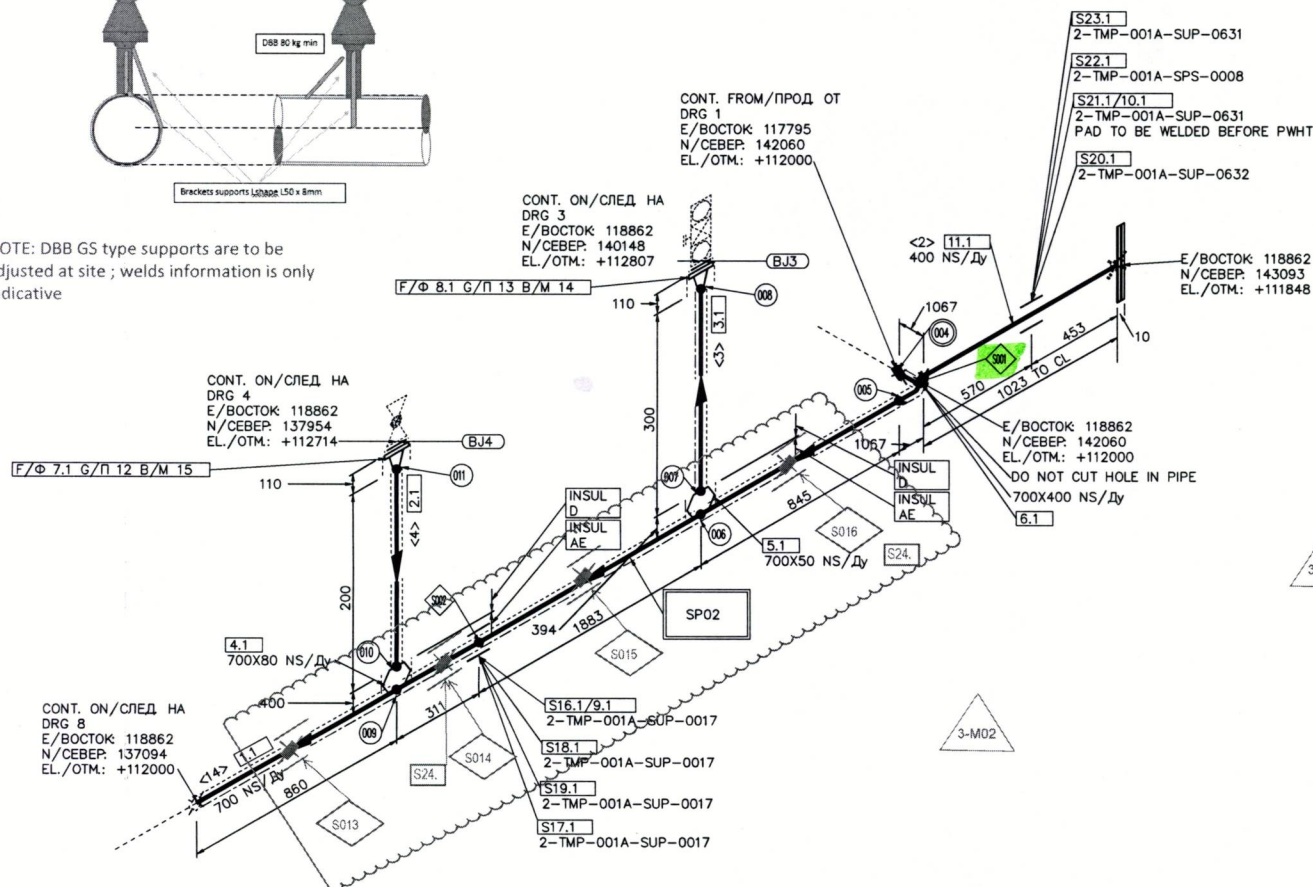 DBB 80 kg min
Brackets supports Lshape L50 x 8mm
OTE: DBB GS type supports are to be
djusted at site ; welds information is only
dicative
S23.1
2-TMP-001A-SUP-0631
S22.1
2-TMP-001A-SPS-0008
S21.1/10.1
2-TMP-001A-SUP-0631
PAD TO BE WELDED BEFORE PWHT
S20.1
2-TMP-001A-SUP-0632
CONT. FROM/ПРОД. ОТ
DRG 1
E/ВОСТОК: 117795
N/СЕВЕР: 142060
EL./ОТМ.: +112000
CONT. ON/СЛЕД. НА
DRG 3
E/ВОСТОК: 118862
N/СЕВЕР: 140148
EL./ОТМ.: +112807
BJ3
F/Ф 8.1 G/П 13 B/М 14
110
008
3.1
<3>
300
<2> 11.1
400 NS/Ду
E/ВОСТОК: 118862
N/СЕВЕР: 143093
EL./ОТМ.: +111848
1067
004
10
453
S001
570
1023 TO CL
005
1067
E/ВОСТОК: 118862
N/СЕВЕР: 142060
EL./ОТМ.: +112000
DO NOT CUT HOLE IN PIPE
700X400 NS/Ду
6.1
CONT. ON/СЛЕД. НА
DRG 4
E/ВОСТОК: 118862
N/СЕВЕР: 137954
EL./ОТМ.: +112714
BJ4
F/Ф 7.1 G/П 12 B/М 15
110
011
2.1
<4>
200
007
845
INSUL
D
INSUL
AE
006
S016
S24.
5.1
700X50 NS/Ду
INSUL
D
INSUL
AE
S002
394
1883
SP02
S015
4.1
700X80 NS/Ду
010
400
009
311
S014
S24.
S16.1/9.1
2-TMP-001A-SUP-0017
S18.1
2-TMP-001A-SUP-0017
S19.1
2-TMP-001A-SUP-0017
S17.1
2-TMP-001A-SUP-0017
3-M02
3
CONT. ON/СЛЕД. НА
DRG 8
E/ВОСТОК: 118862
N/СЕВЕР: 137094
EL./ОТМ.: +112000
<14> 1.1
700 NS/Ду
860
S013